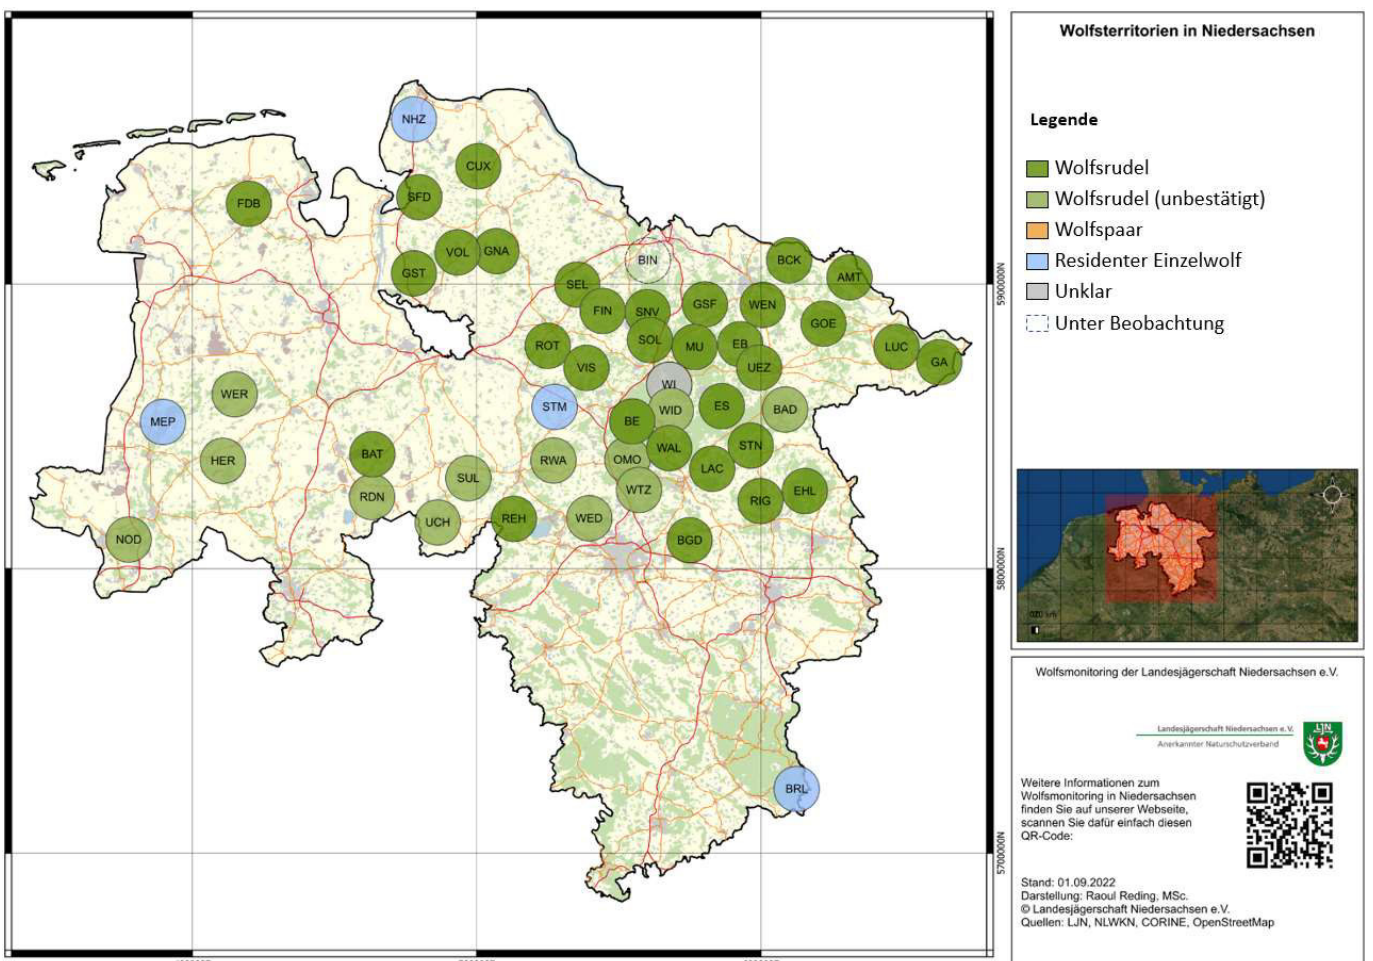 Wolfsterritorien in Niedersachsen
Legende
Wolfsrudel
Wolfsrudel (unbestätigt)
Wolfspaar
Residenter Einzelwolf
Unklar
Unter Beobachtung
NHZ
CUX
SFD
FDB
VOL
GNA
GST
BIN
BCK
AMT
SEL
FIN
SNV
GSF
WEN
GOE
SOL
ROT
MU
EB
LUC
GA
VIS
UEZ
WI
WER
MEP
STM
BE
WID
ES
BAD
HER
BAT
RWA
OMO
WAL
STN
LAC
RDN
SUL
WTZ
RIG
EHL
NOD
UCH
REH
WED
BGD
BRL
5900000N
5800000N
5700000N
Wolfsmonitoring der Landesjägerschaft Niedersachsen e.V.
Landesjägerschaft Niedersachsen e.V.
Anerkannter Naturschutzverband
LJN
Weitere Informationen zum
Wolfsmonitoring in Niedersachsen
finden Sie auf unserer Webseite,
scannen Sie dafür einfach diesen
QR-Code:
Stand: 01.09.2022
Darstellung: Raoul Reding, MSc.
© Landesjägerschaft Niedersachsen e.V.
Quellen: LJN, NLWKN, CORINE, OpenStreetMap